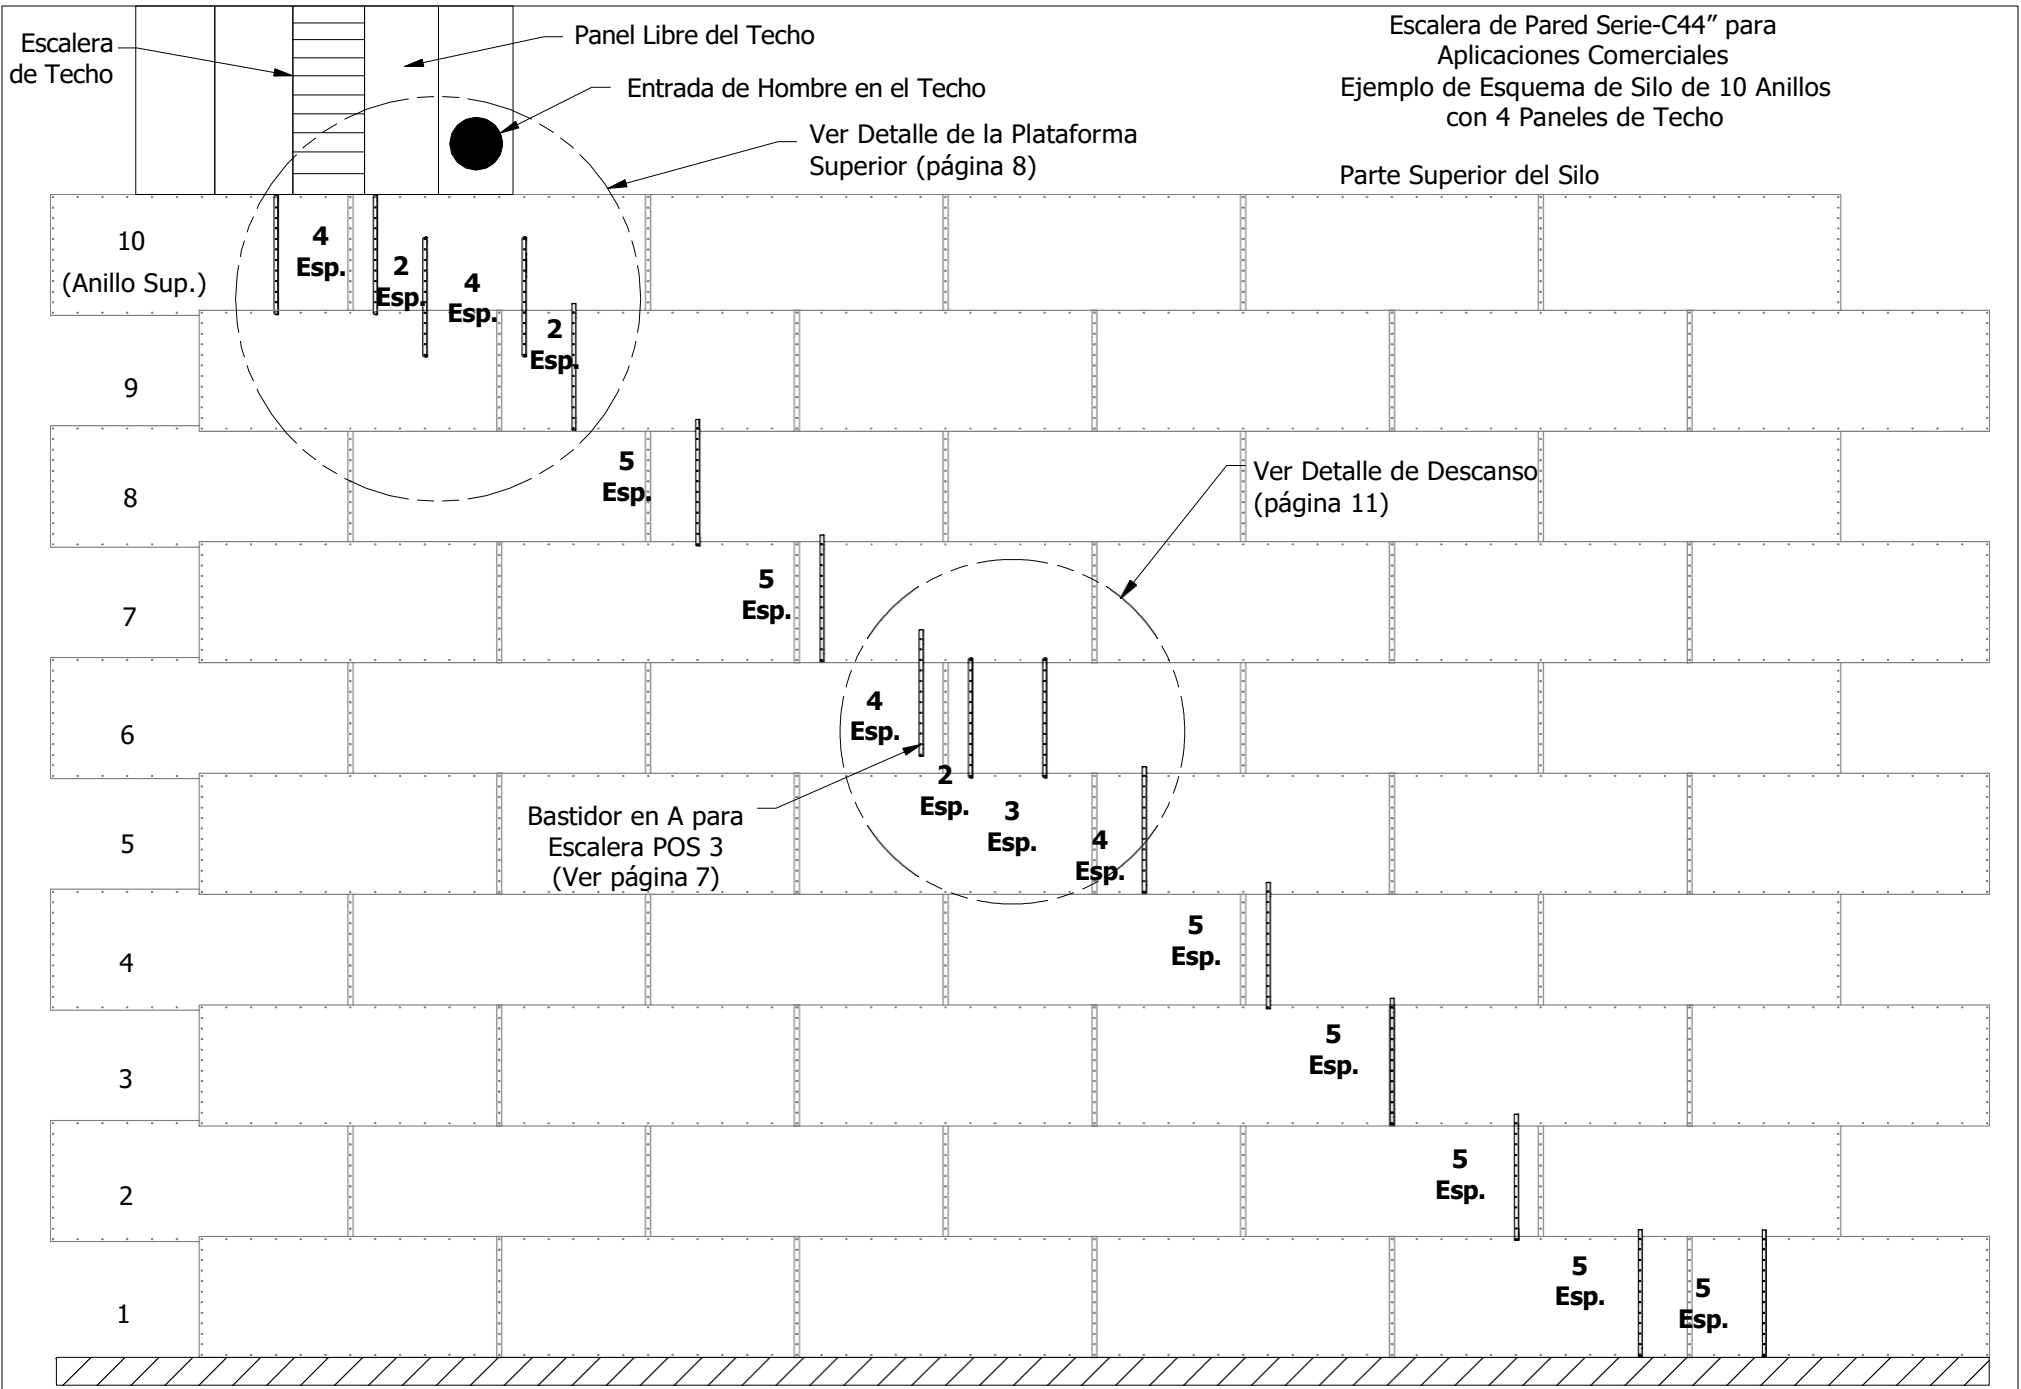 Escalera
de Techo
Panel Libre del Techo
Entrada de Hombre en el Techo
Ver Detalle de la Plataforma
Superior (página 8)
Escalera de Pared Serie-C44” para
Aplicaciones Comerciales
Ejemplo de Esquema de Silo de 10 Anillos
con 4 Paneles de Techo
Parte Superior del Silo
10
(Anillo Sup.)
4
Esp.
2
Esp.
4
Esp.
2
Esp.
9
8
5
Esp.
Ver Detalle de Descanso
(página 11)
7
5
Esp.
6
4
Esp.
2
Esp.
3
Esp.
4
Esp.
Bastidor en A para
Escalera POS 3
(Ver página 7)
5
4
5
Esp.
3
5
Esp.
2
5
Esp.
1
5
Esp.
5
Esp.